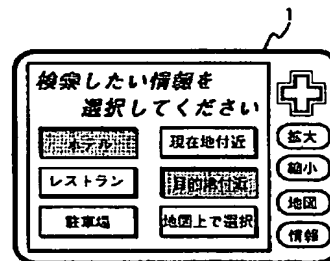 1
検索したい情報を
選択してください
ホテル
現在地付近
レストラン
目的地付近
駐車場
地図上で選択
拡大
縮小
地図
情報